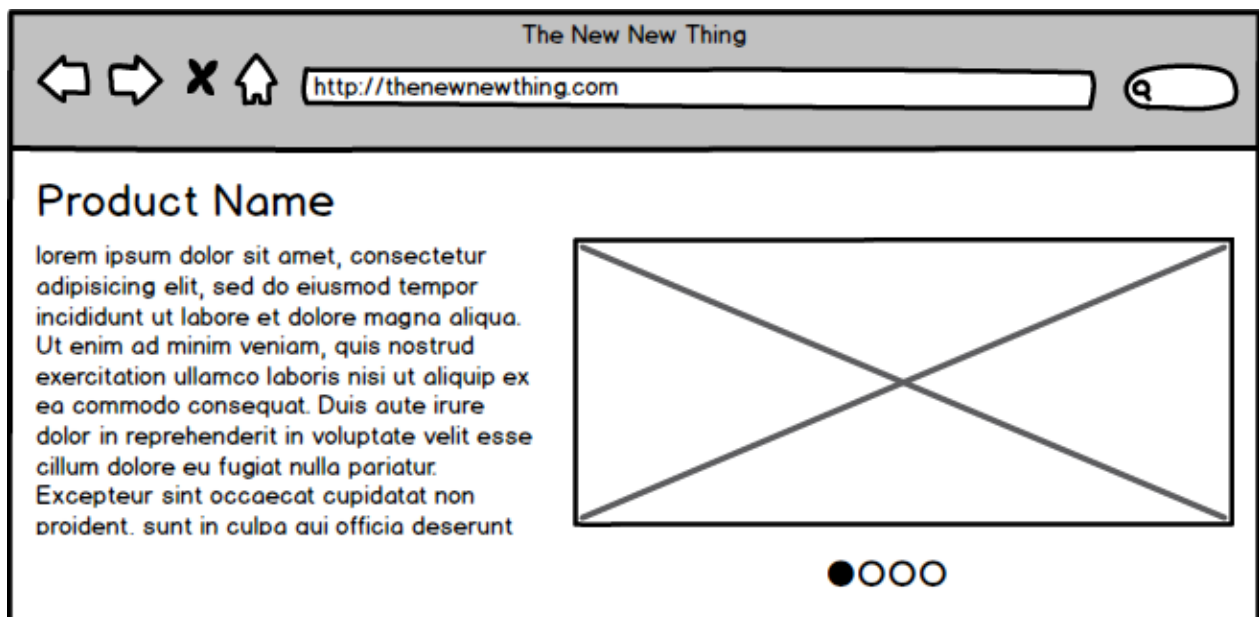 The New New Thing
http://thenewnewthing.com
Product Name
lorem ipsum dolor sit amet, consectetur
adipisicing elit, sed do eiusmod tempor
incididunt ut labore et dolore magna aliqua.
Ut enim ad minim veniam, quis nostrud
exercitation ullamco laboris nisi ut aliquip ex
ea commodo consequat. Duis aute irure
dolor in reprehenderit in voluptate velit esse
cillum dolore eu fugiat nulla pariatur.
Excepteur sint occaecat cupidatat non
proident, sunt in culpa qui officia deserunt